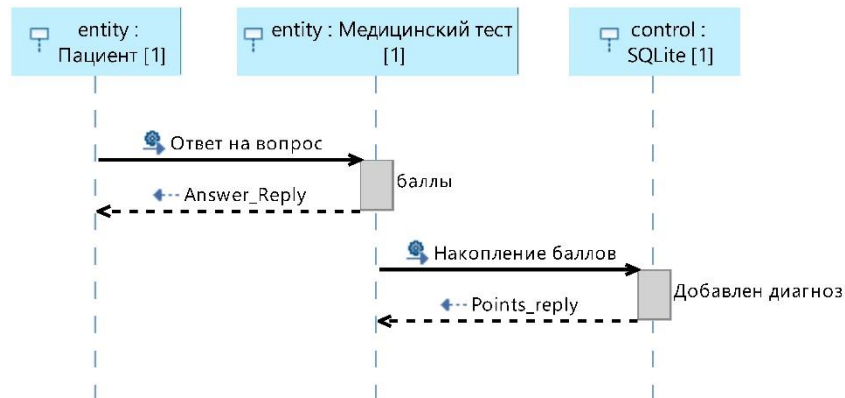 entity :
Пациент [1]
entity : Медицинский тест
[1]
control :
SQLite [1]
Ответ на вопрос
баллы
Answer_Reply
Накопление баллов
Добавлен диагноз
Points_reply